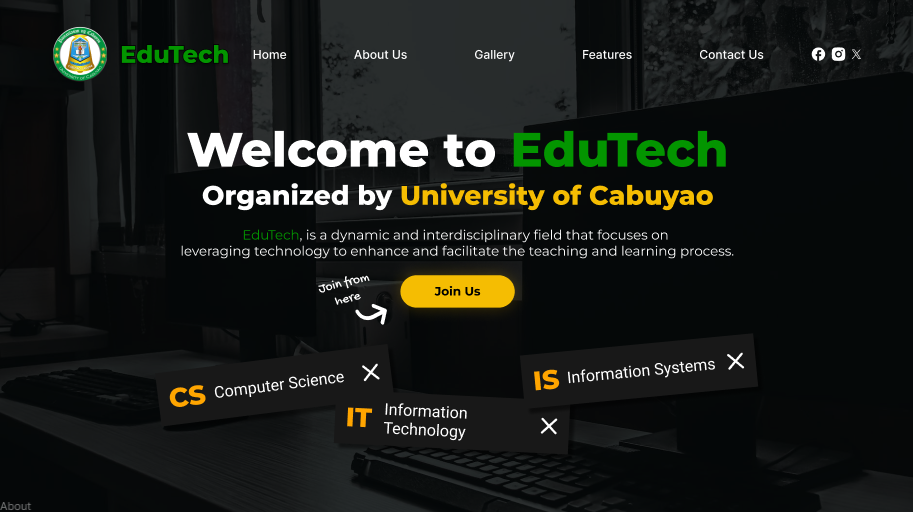 EduTech
Home
About Us
Gallery
Features
Contact Us
Welcome to EduTech
Organized by University of Cabuyao
EduTech, is a dynamic and interdisciplinary field that focuses on
leveraging technology to enhance and facilitate the teaching and learning process.
Join from
here
Join Us
CS Computer Science
IS Information Systems
IT Information
Technology
About